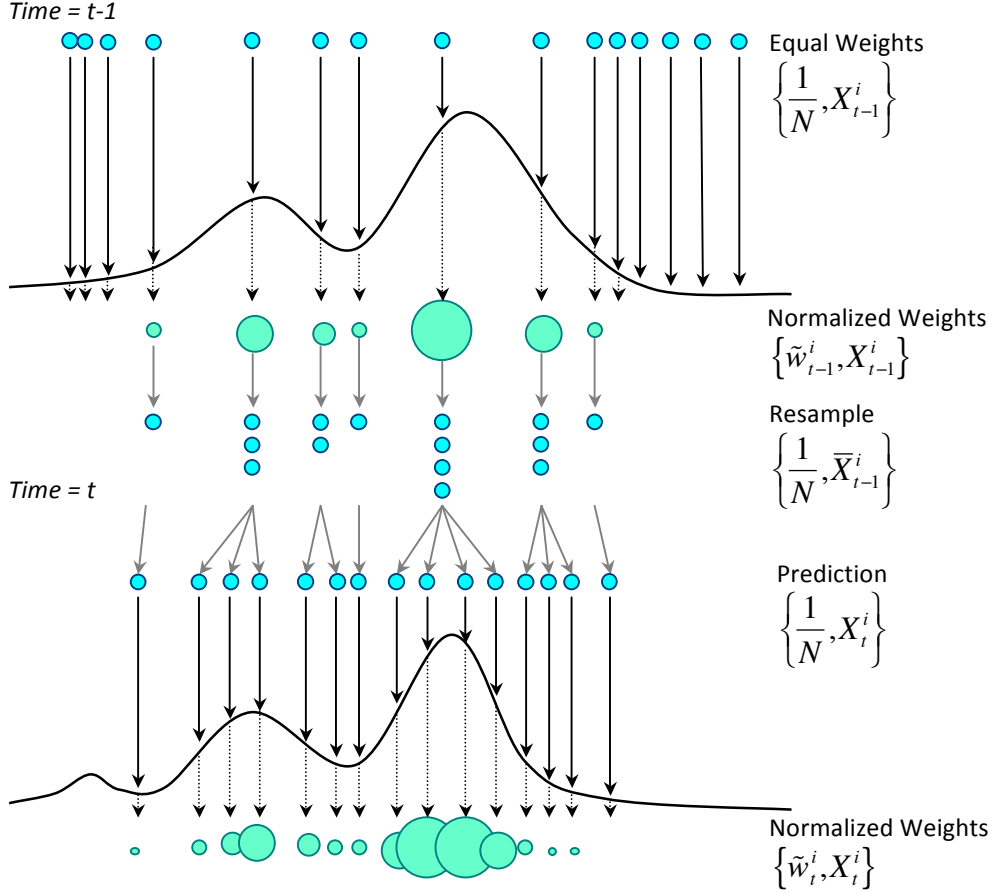 Time = t-1
Equal Weights
{1/N, X^i_{t-1}}
Normalized Weights
{w̃^i_{t-1}, X^i_{t-1}}
Resample
{1/N, X̄^i_{t-1}}
Time = t
Prediction
{1/N, X^i_t}
Normalized Weights
{w̃^i_t, X^i_t}